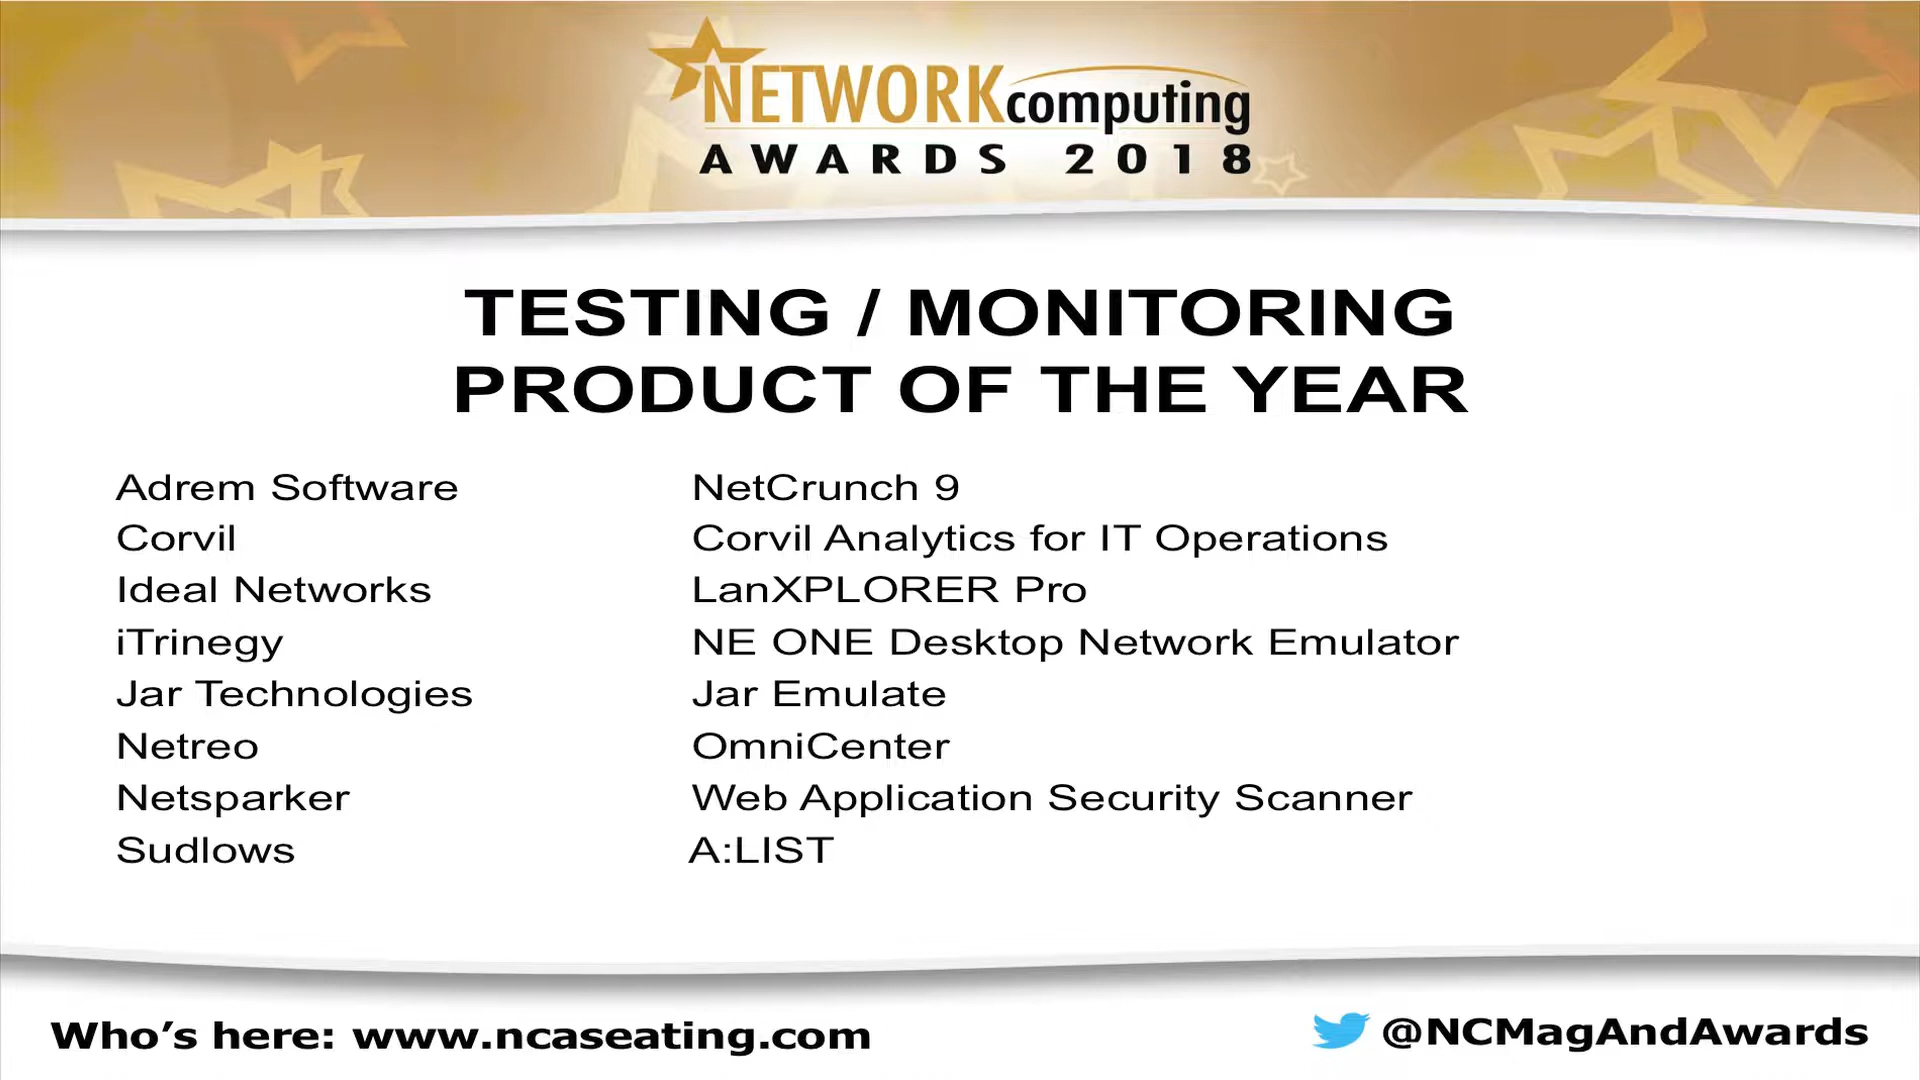 NETWORKcomputing
AWARDS 2018
TESTING / MONITORING
PRODUCT OF THE YEAR
Adrem Software NetCrunch 9
Corvil Corvil Analytics for IT Operations
Ideal Networks LanXPLORER Pro
iTrinegy NE ONE Desktop Network Emulator
Jar Technologies Jar Emulate
Netreo OmniCenter
Netsparker Web Application Security Scanner
Sudlows A:LIST
Who's here: www.ncaseating.com @NCMagAndAwards